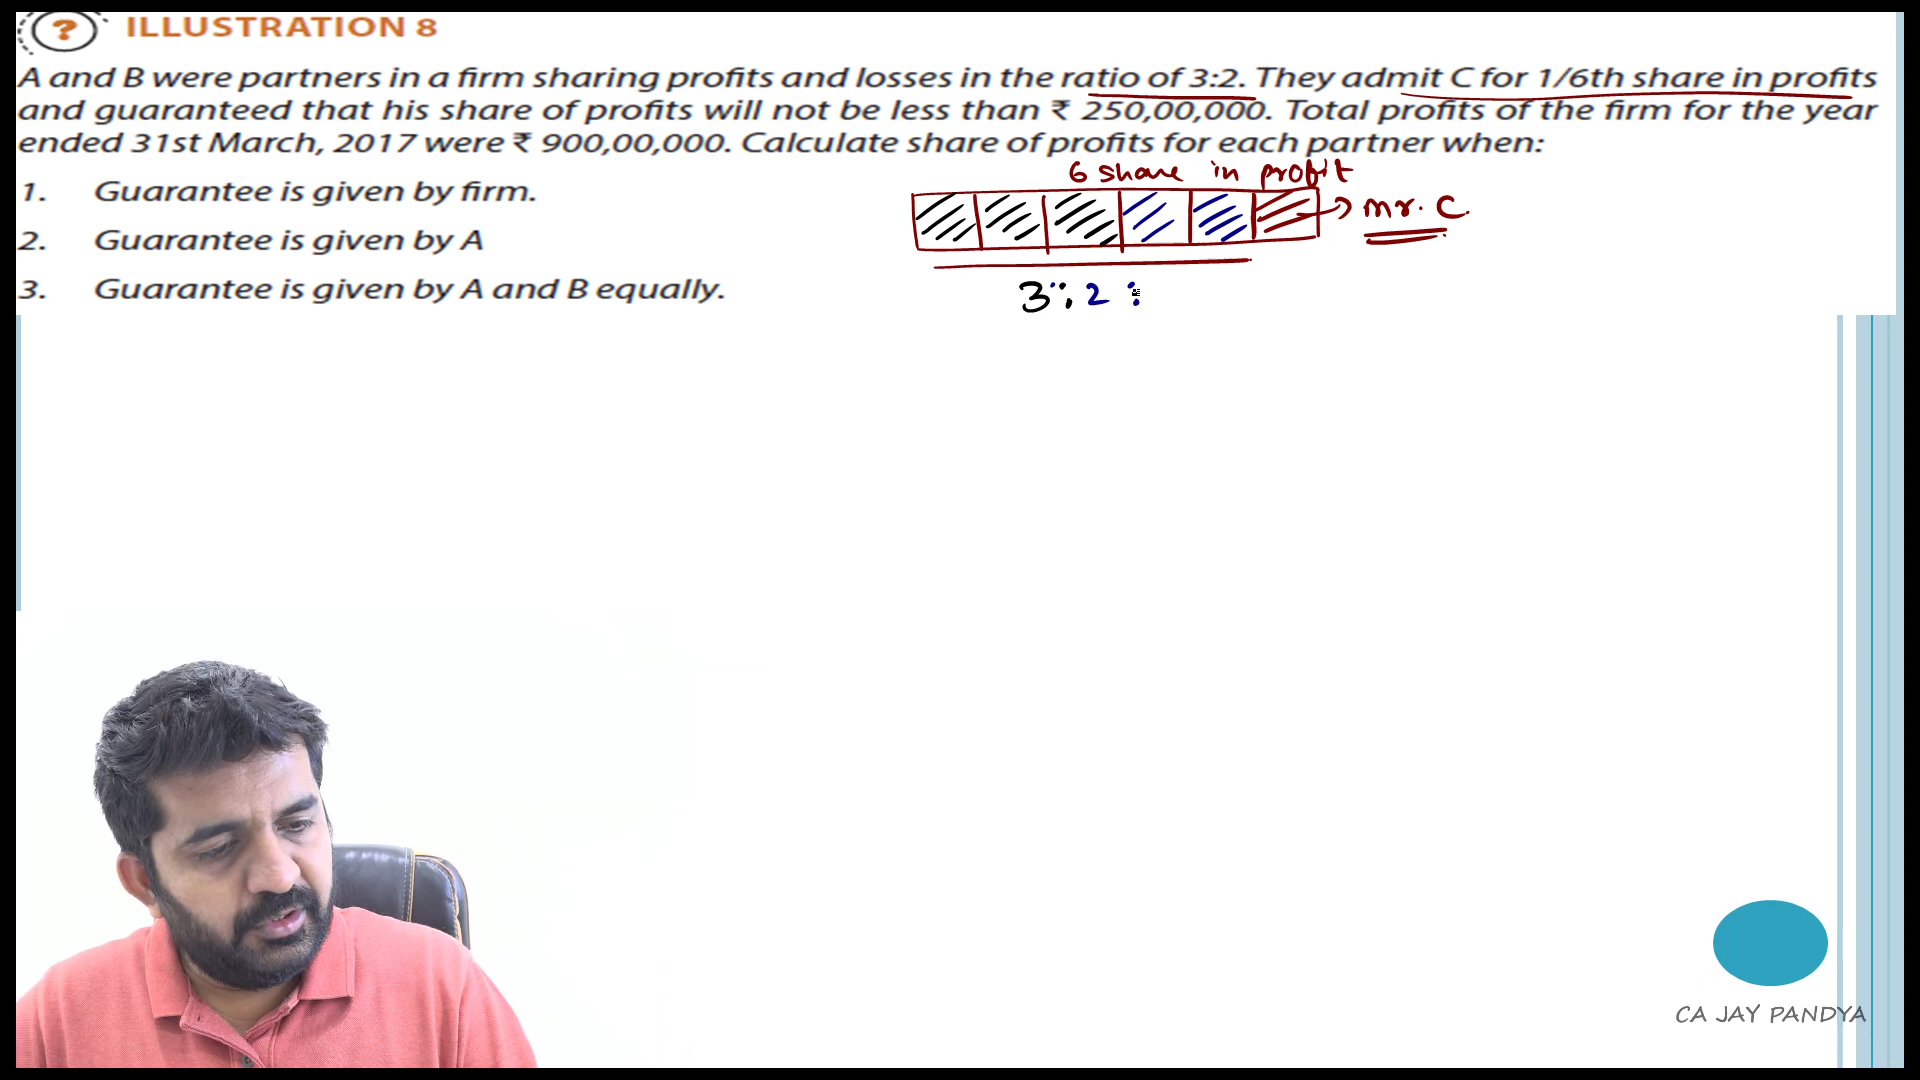 ILLUSTRATION 8
A and B were partners in a firm sharing profits and losses in the ratio of 3:2. They admit C for 1/6th share in profits
and guaranteed that his share of profits will not be less than ₹ 250,00,000. Total profits of the firm for the year
ended 31st March, 2017 were ₹ 900,00,000. Calculate share of profits for each partner when:
6 share in profit
1. Guarantee is given by firm.
mr. C.
2. Guarantee is given by A
3. Guarantee is given by A and B equally.
3 : 2 :
CA JAY PANDYA